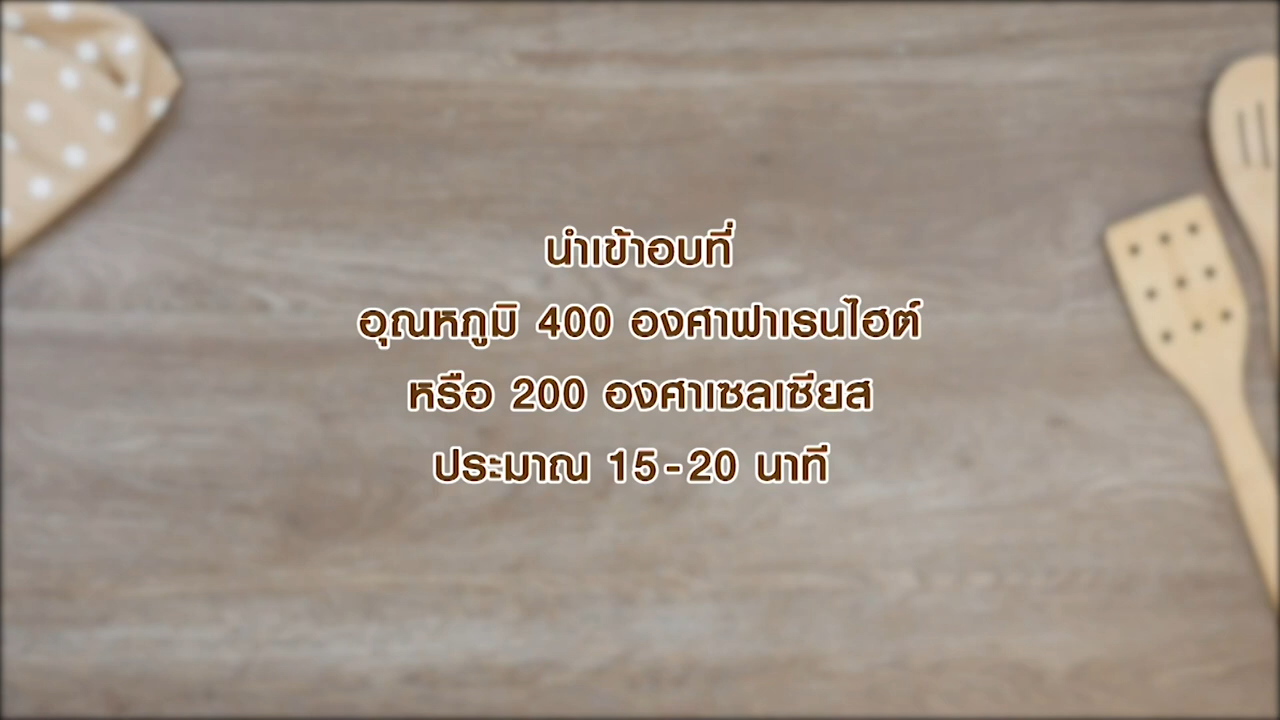 นำเข้าอบที่
อุณหภูมิ 400 องศาฟาเรนไฮต์
หรือ 200 องศาเซลเซียส
ประมาณ 15-20 นาที